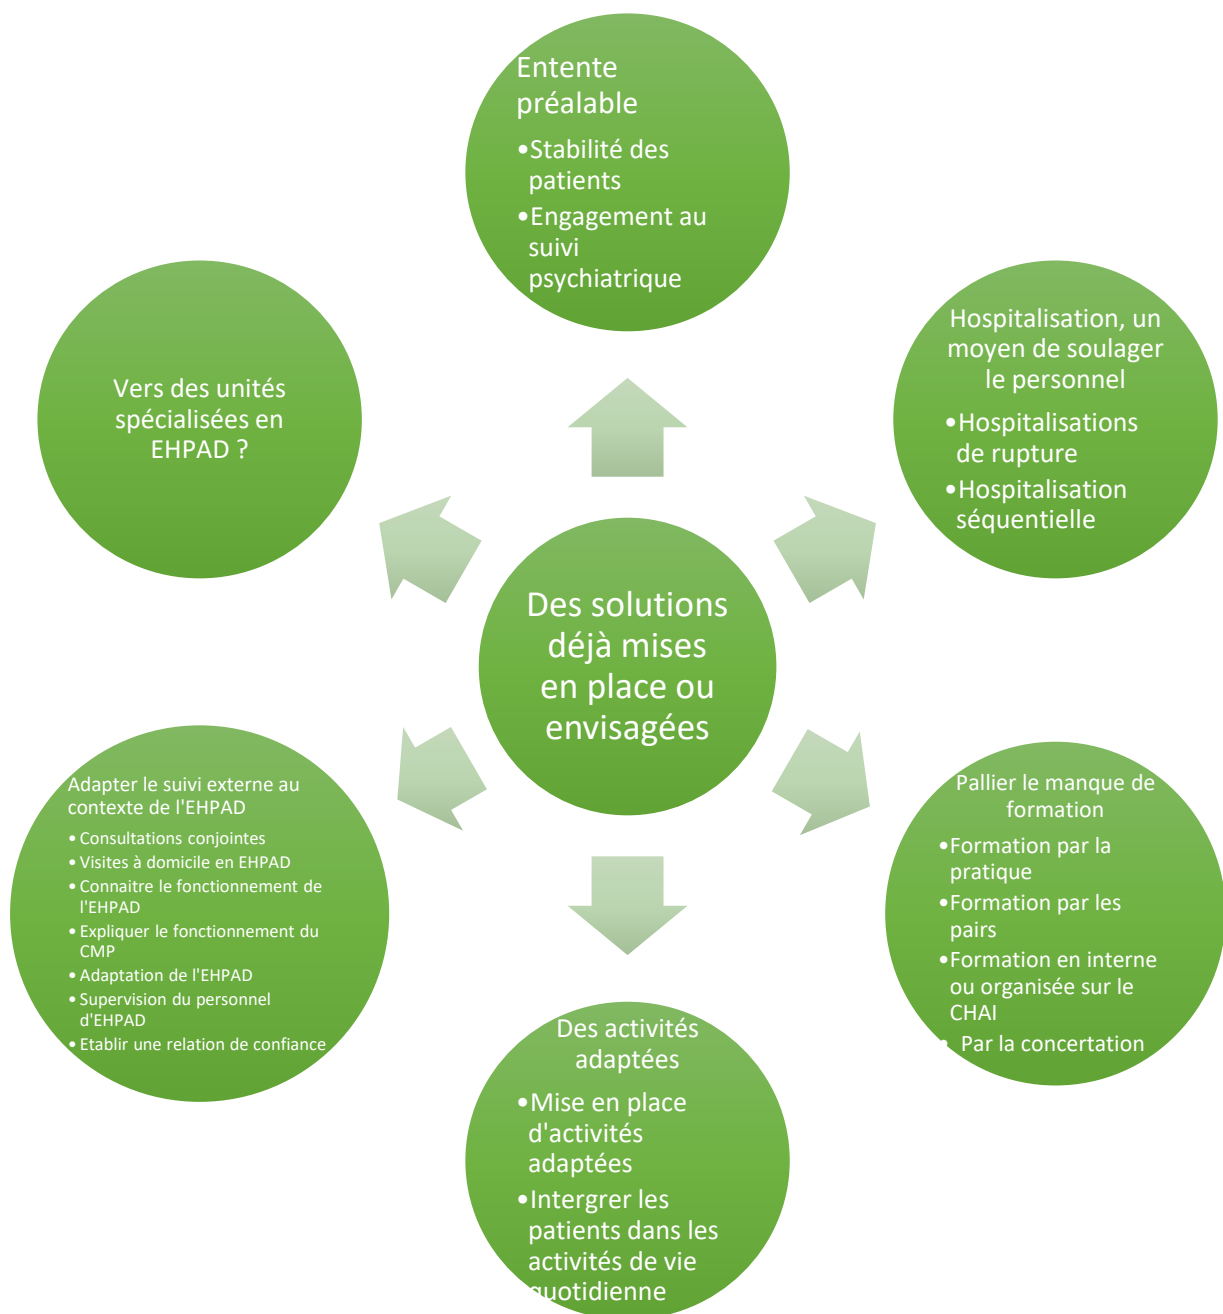 Entente
préalable
•Stabilité des
patients
•Engagement au
suivi
psychiatrique
Hospitalisation, un
moyen de soulager
le personnel
•Hospitalisations
de rupture
•Hospitalisation
séquentielle
Vers des unités
spécialisées en
EHPAD ?
Des solutions
déjà mises
en place ou
envisagées
Pallier le manque de
formation
•Formation par la
pratique
•Formation par les
pairs
•Formation en interne
ou organisée sur le
CHAI
• Par la concertation
Des activités
adaptées
•Mise en place
d'activités
adaptées
•Intergrer les
patients dans les
activités de vie
quotidienne
Adapter le suivi externe au
contexte de l'EHPAD
• Consultations conjointes
• Visites à domicile en EHPAD
• Connaitre le fonctionnement de
l'EHPAD
• Expliquer le fonctionnement du
CMP
• Adaptation de l'EHPAD
• Supervision du personnel
d'EHPAD
• Etablir une relation de confiance